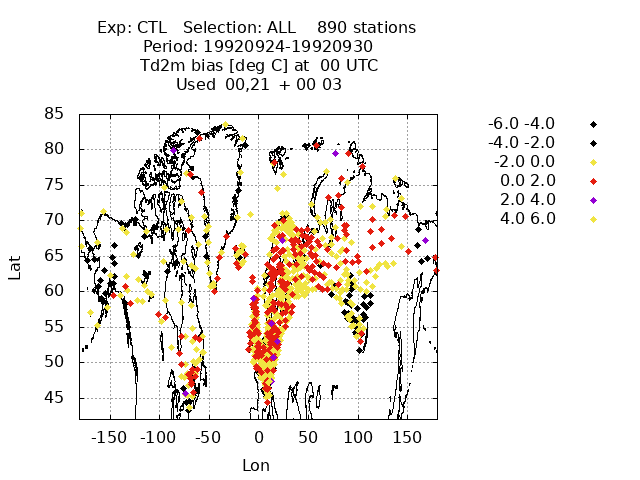 Exp: CTL   Selection: ALL    890 stations
Period: 19920924-19920930
Td2m bias [deg C] at  00 UTC
Used  00,21 + 00 03
-6.0 -4.0
-4.0 -2.0
-2.0 0.0
0.0 2.0
2.0 4.0
4.0 6.0
85
80
75
70
65
60
55
50
45
Lat
-150 -100 -50 0 50 100 150
Lon